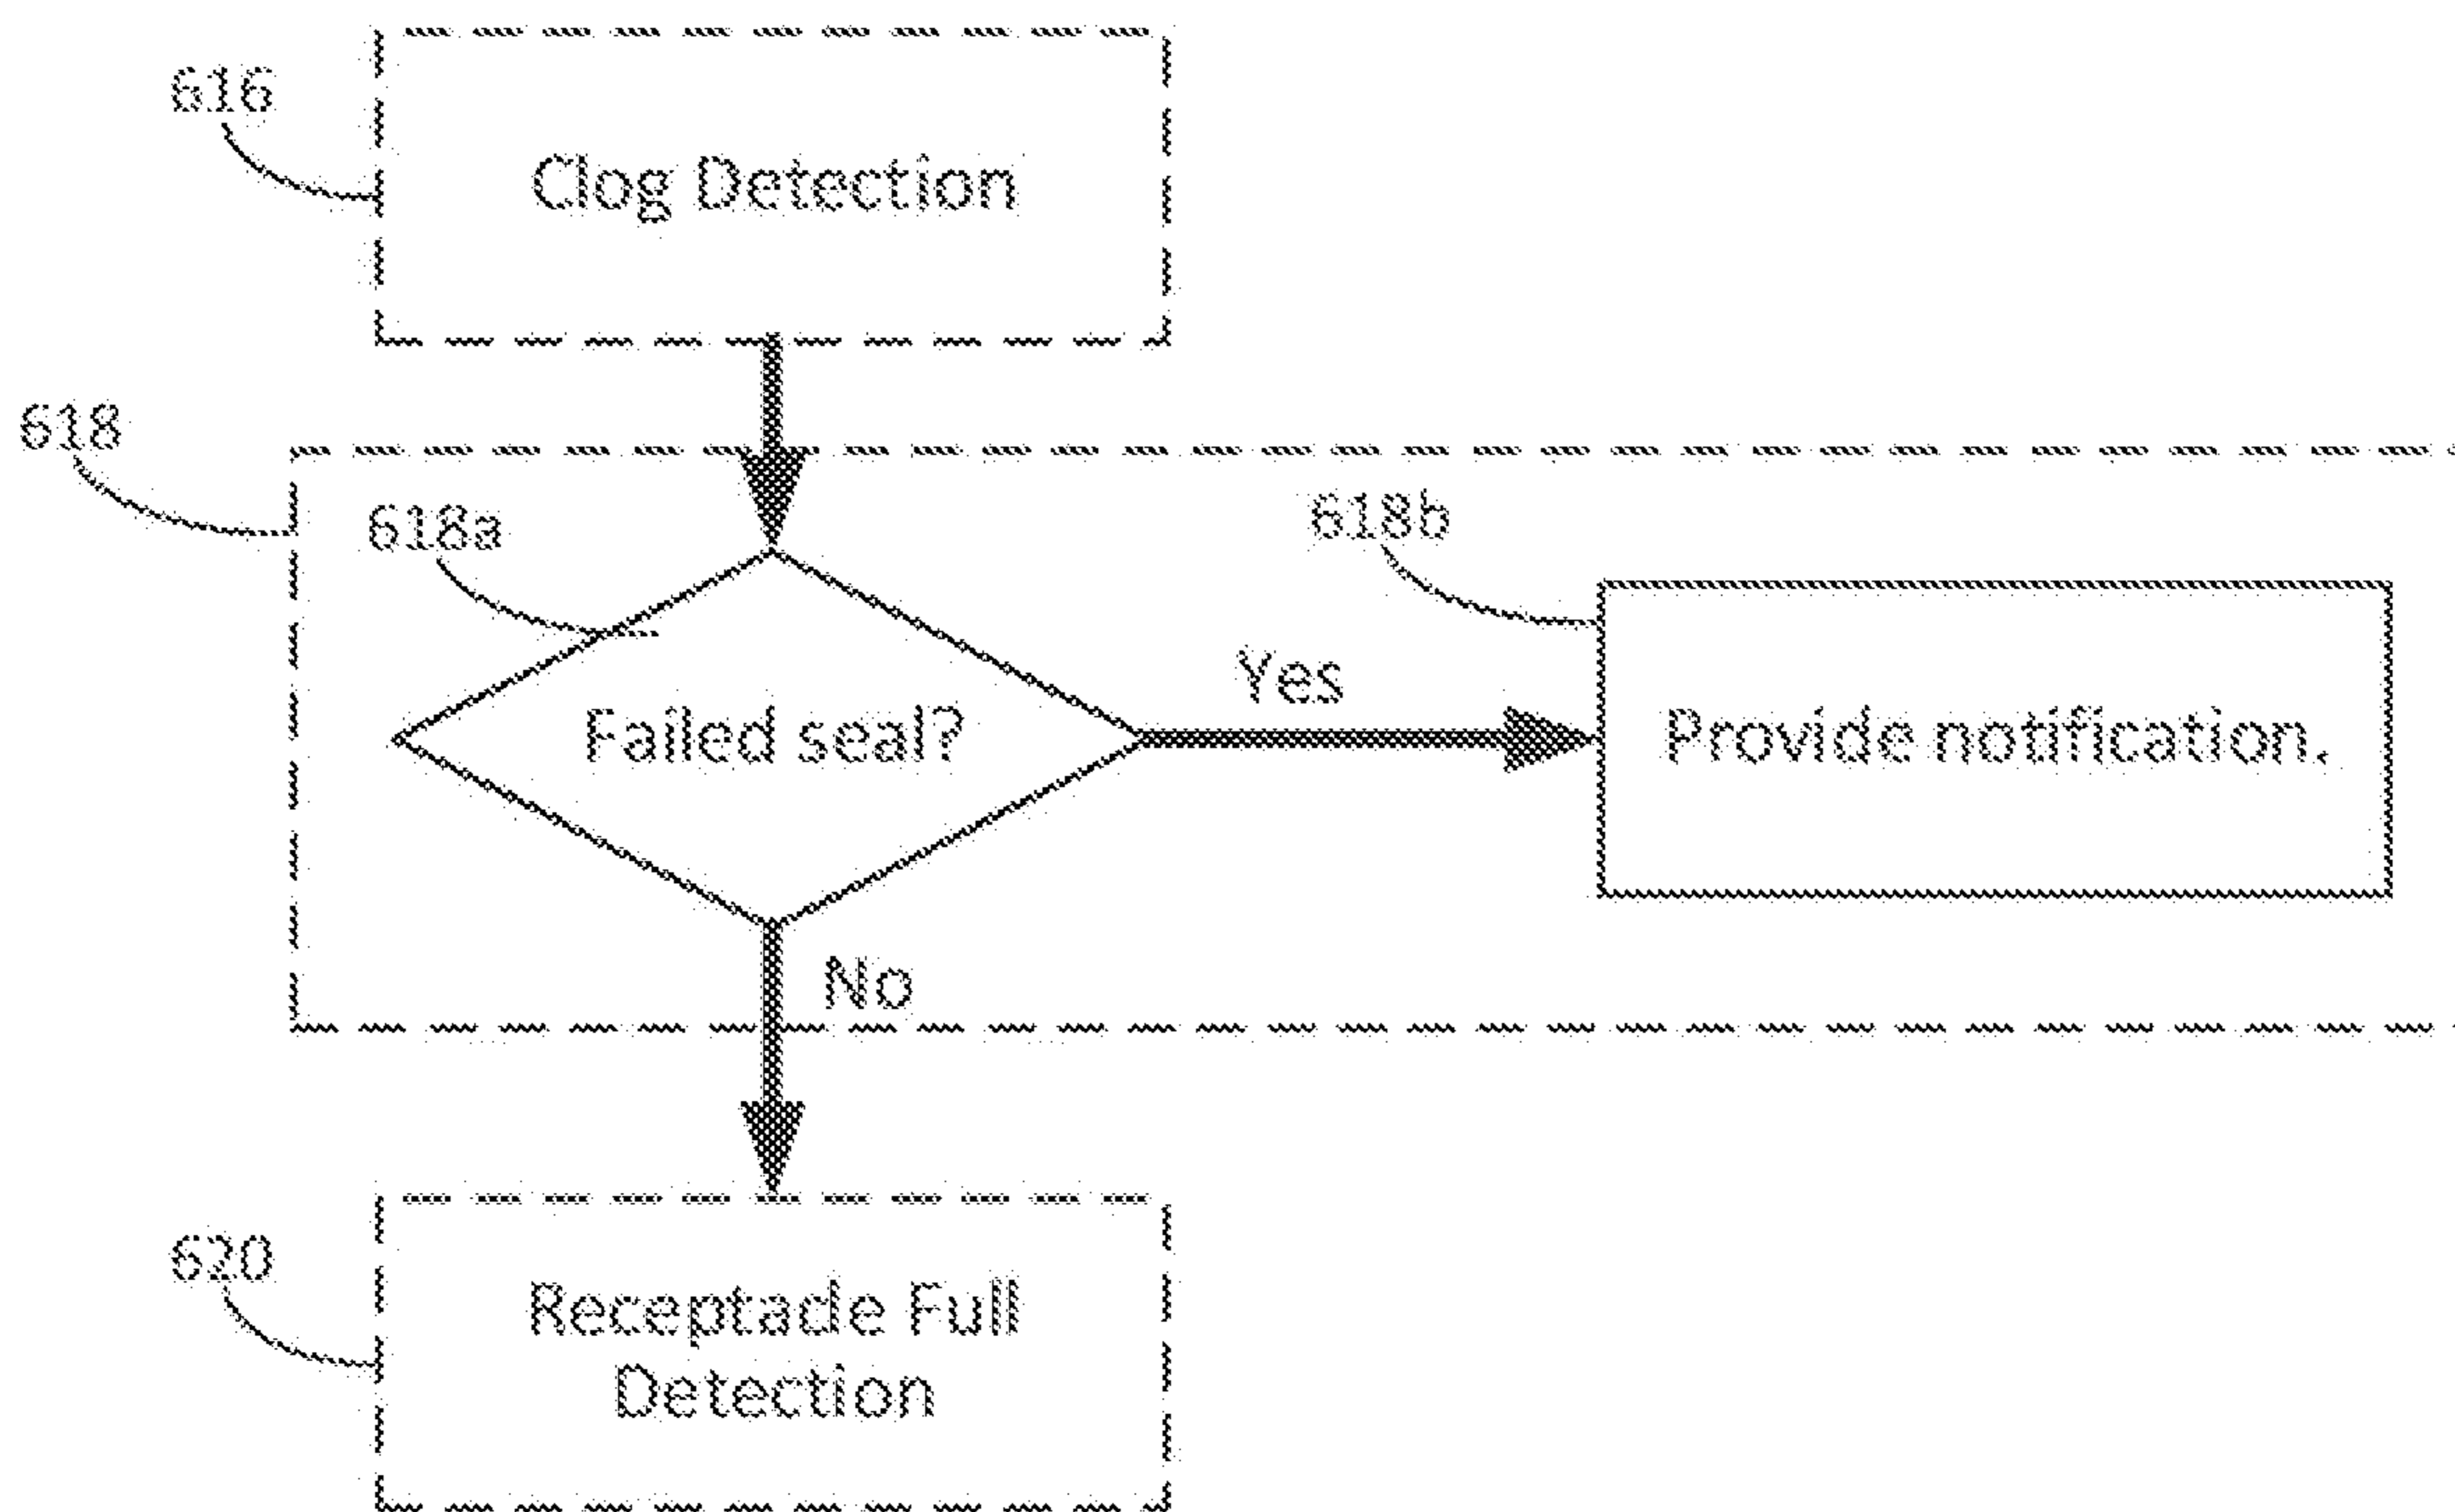 616
Clog Detection
618
618a
618b
Failed seal?
Yes
Provide notification.
No
620
Receptacle Full
Detection